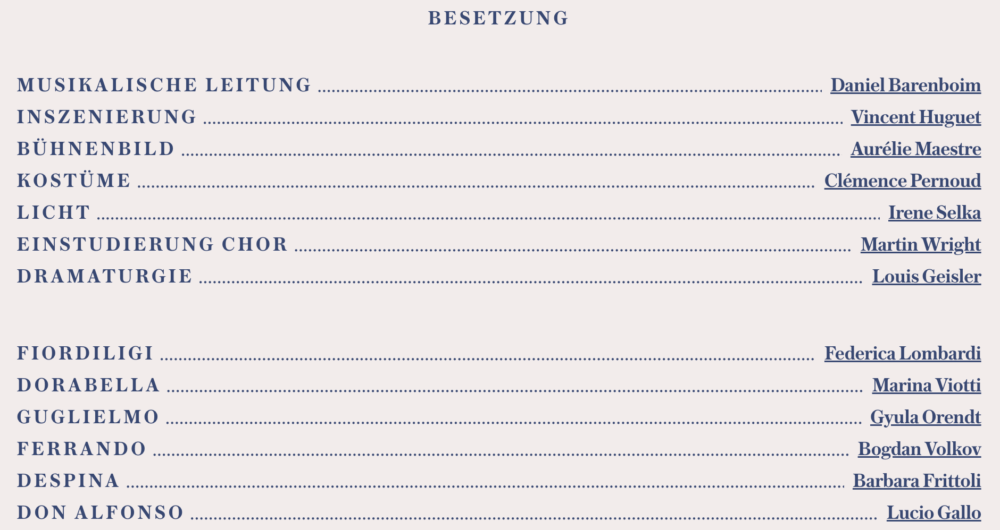 BESETZUNG
MUSIKALISCHE LEITUNG Daniel Barenboim
INSZENIERUNG Vincent Huguet
BÜHNENBILD Aurélie Maestre
KOSTÜME Clémence Pernoud
LICHT Irene Selka
EINSTUDIERUNG CHOR Martin Wright
DRAMATURGIE Louis Geisler
FIORDILIGI Federica Lombardi
DORABELLA Marina Viotti
GUGLIELMO Gyula Orendt
FERRANDO Bogdan Volkov
DESPINA Barbara Frittoli
DON ALFONSO Lucio Gallo